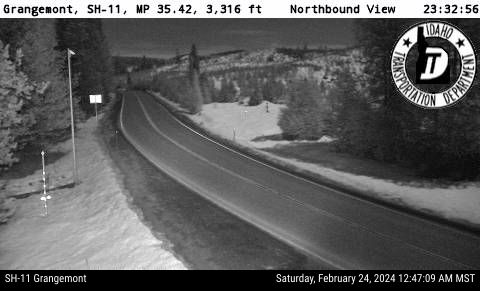 Grangemont, SH-11, MP 35.42, 3,316 ft Northbound View 23:32:56
IDAHO
TRANSPORTATION DEPARTMENT
SH-11 Grangemont Saturday, February 24, 2024 12:47:09 AM MST